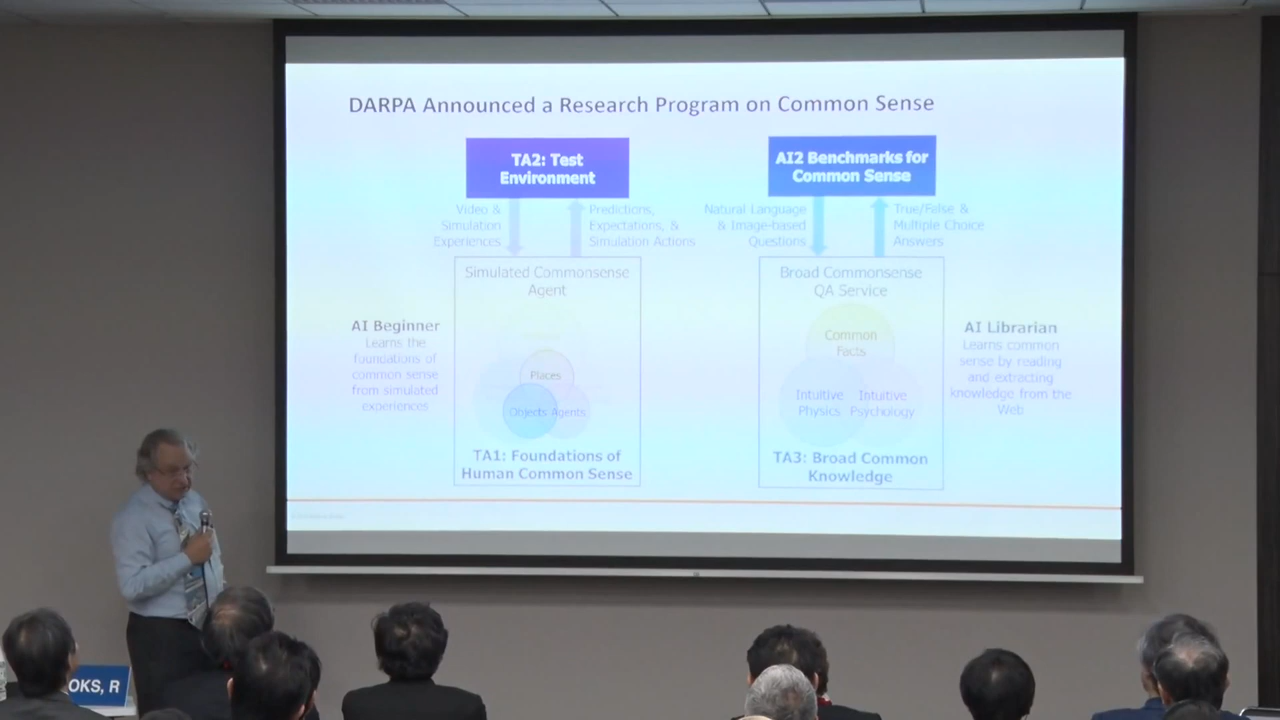 DARPA Announced a Research Program on Common Sense
TA2: Test
Environment
AI2 Benchmarks for
Common Sense
Video &
Simulation
Experiences
Predictions,
Expectations, &
Simulation Actions
Natural Language
& Image-based
Questions
True/False &
Multiple Choice
Answers
Simulated Commonsense
Agent
Broad Commonsense
QA Service
AI Beginner
Learns the
foundations of
common sense
from simulated
experiences
Places
Objects Agents
TA1: Foundations of
Human Common Sense
Common
Facts
Intuitive
Physics
Intuitive
Psychology
TA3: Broad Common
Knowledge
AI Librarian
Learns common
sense by reading
and extracting
knowledge from the
Web
OKS, R